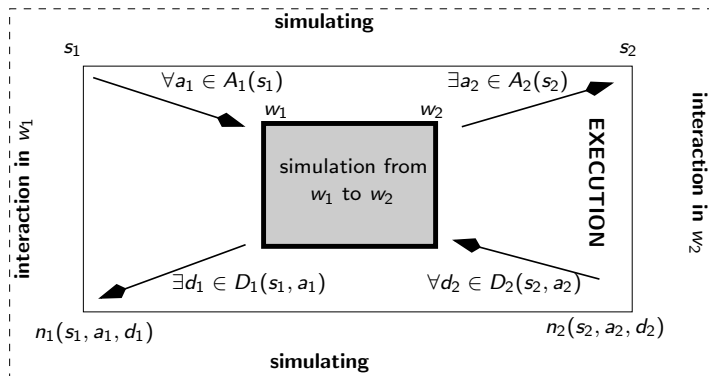 simulating
s1 s2
∀a1 ∈ A1(s1) ∃a2 ∈ A2(s2)
w1 w2
interaction in w1
simulation from
w1 to w2
EXECUTION
interaction in w2
∃d1 ∈ D1(s1, a1) ∀d2 ∈ D2(s2, a2)
n1(s1, a1, d1) n2(s2, a2, d2)
simulating